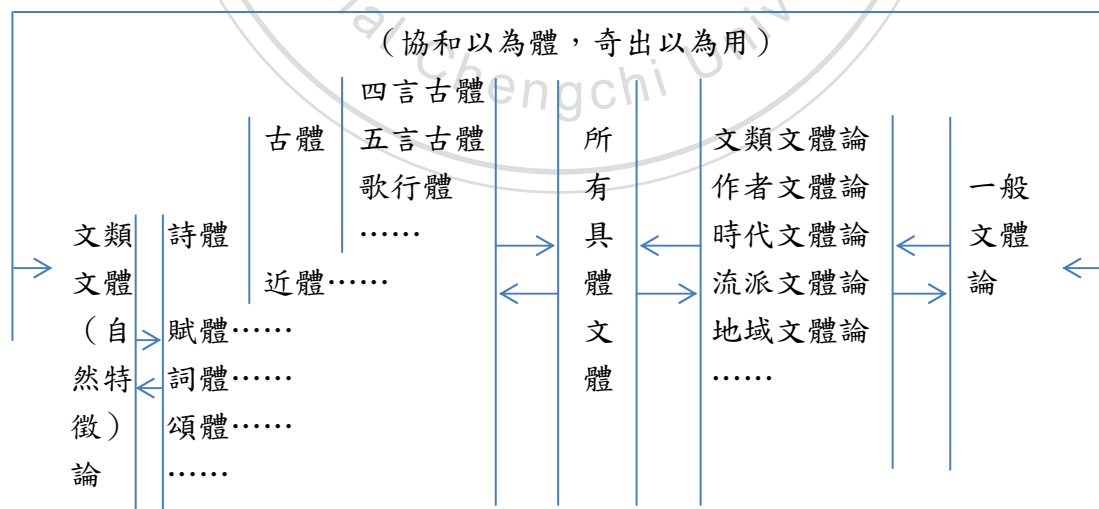 （協和以為體，奇出以為用）
四言古體
古體
五言古體
歌行體
……
近體……
文類文體（自然特徵）論
詩體
賦體……
詞體……
頌體……
……
所有具體文體
文類文體論
作者文體論
時代文體論
流派文體論
地域文體論
……
一般文體論
Chengchi Univ